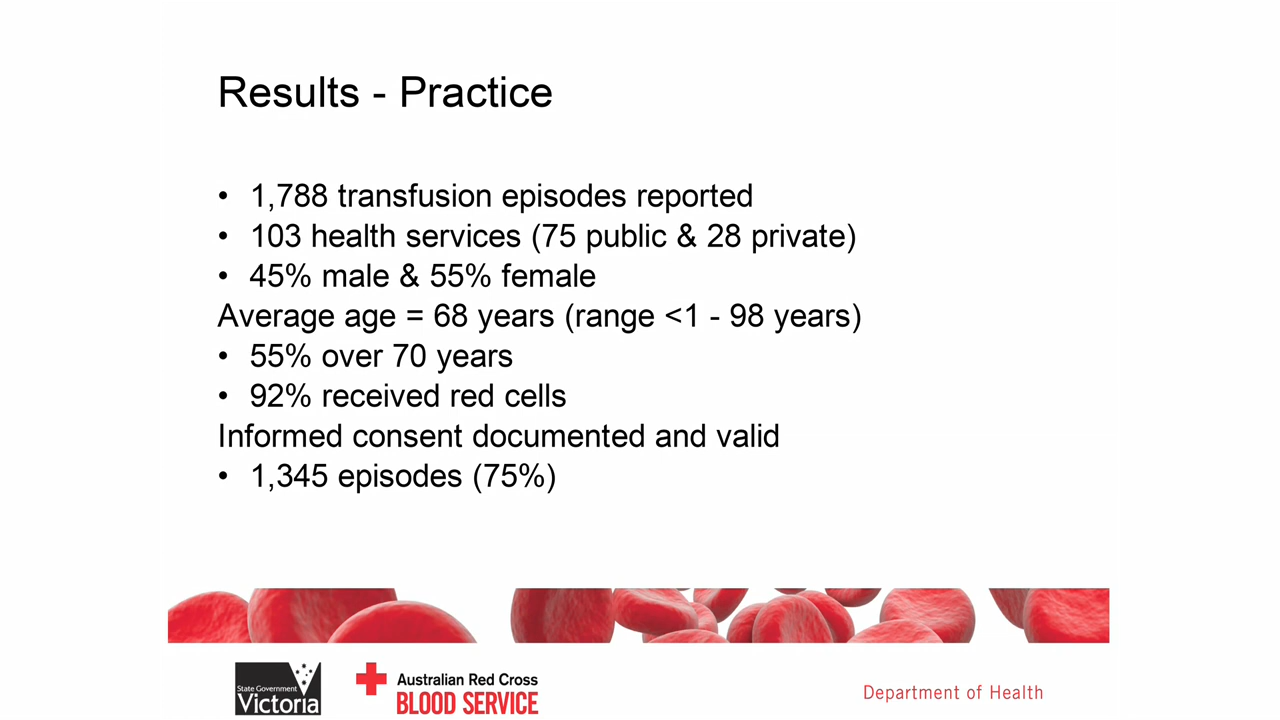 Results - Practice
• 1,788 transfusion episodes reported
• 103 health services (75 public & 28 private)
• 45% male & 55% female
Average age = 68 years (range <1 - 98 years)
• 55% over 70 years
• 92% received red cells
Informed consent documented and valid
• 1,345 episodes (75%)
State Government
Victoria
Australian Red Cross
BLOOD SERVICE
Department of Health